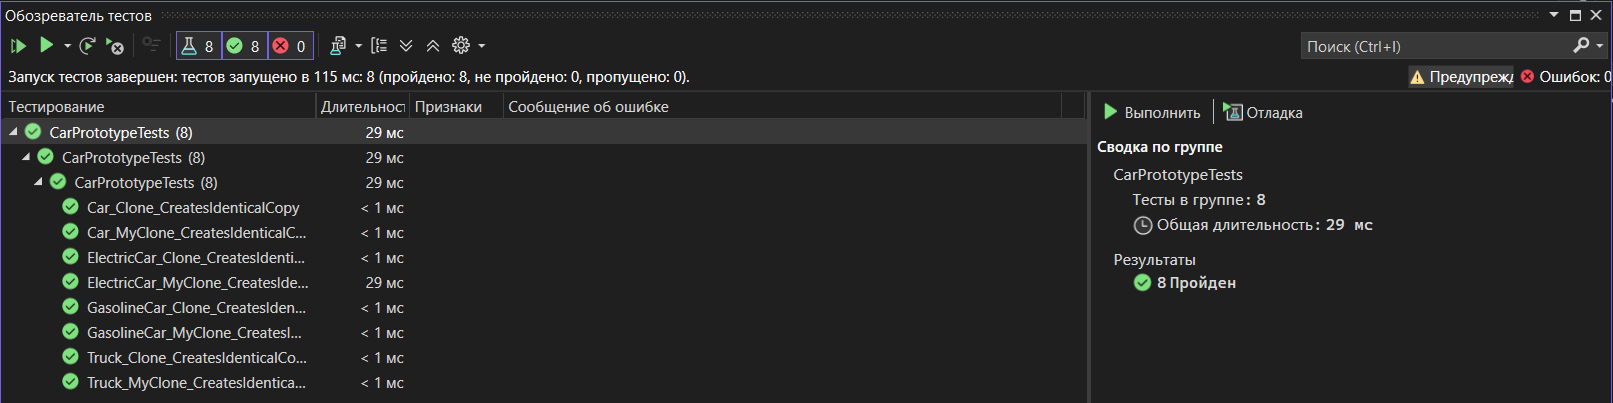 Обозреватель тестов
8 8 0
Поиск (Ctrl+I)
Запуск тестов завершен: тестов запущено в 115 мс: 8 (пройдено: 8, не пройдено: 0, пропущено: 0).
Предупрежд Ошибок: 0
Тестирование Длительност Признаки Сообщение об ошибке
CarPrototypeTests (8) 29 мс
CarPrototypeTests (8) 29 мс
CarPrototypeTests (8) 29 мс
Car_Clone_CreatesIdenticalCopy < 1 мс
Car_MyClone_CreatesIdenticalC... < 1 мс
ElectricCar_Clone_CreatesIdenti... < 1 мс
ElectricCar_MyClone_CreatesIde... 29 мс
GasolineCar_Clone_CreatesIden... < 1 мс
GasolineCar_MyClone_CreatesI... < 1 мс
Truck_Clone_CreatesIdenticalCo... < 1 мс
Truck_MyClone_CreatesIdentica... < 1 мс
Выполнить Отладка
Сводка по группе
CarPrototypeTests
Тесты в группе: 8
Общая длительность: 29 мс
Результаты
8 Пройден